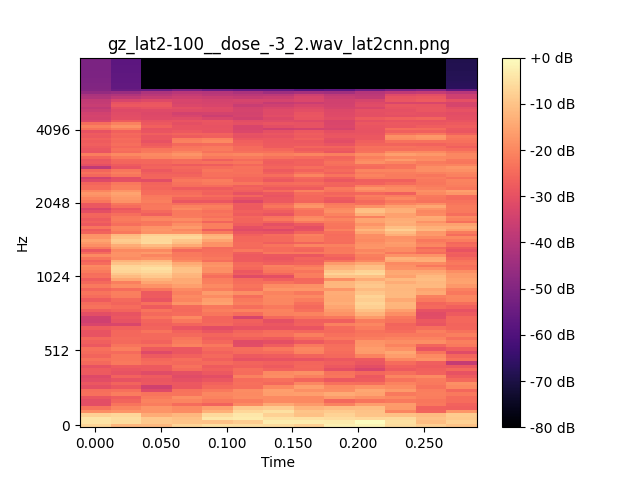 gz_lat2-100__dose_-3_2.wav_lat2cnn.png
Hz
4096
2048
1024
512
0
0.000 0.050 0.100 0.150 0.200 0.250
Time
+0 dB
-10 dB
-20 dB
-30 dB
-40 dB
-50 dB
-60 dB
-70 dB
-80 dB